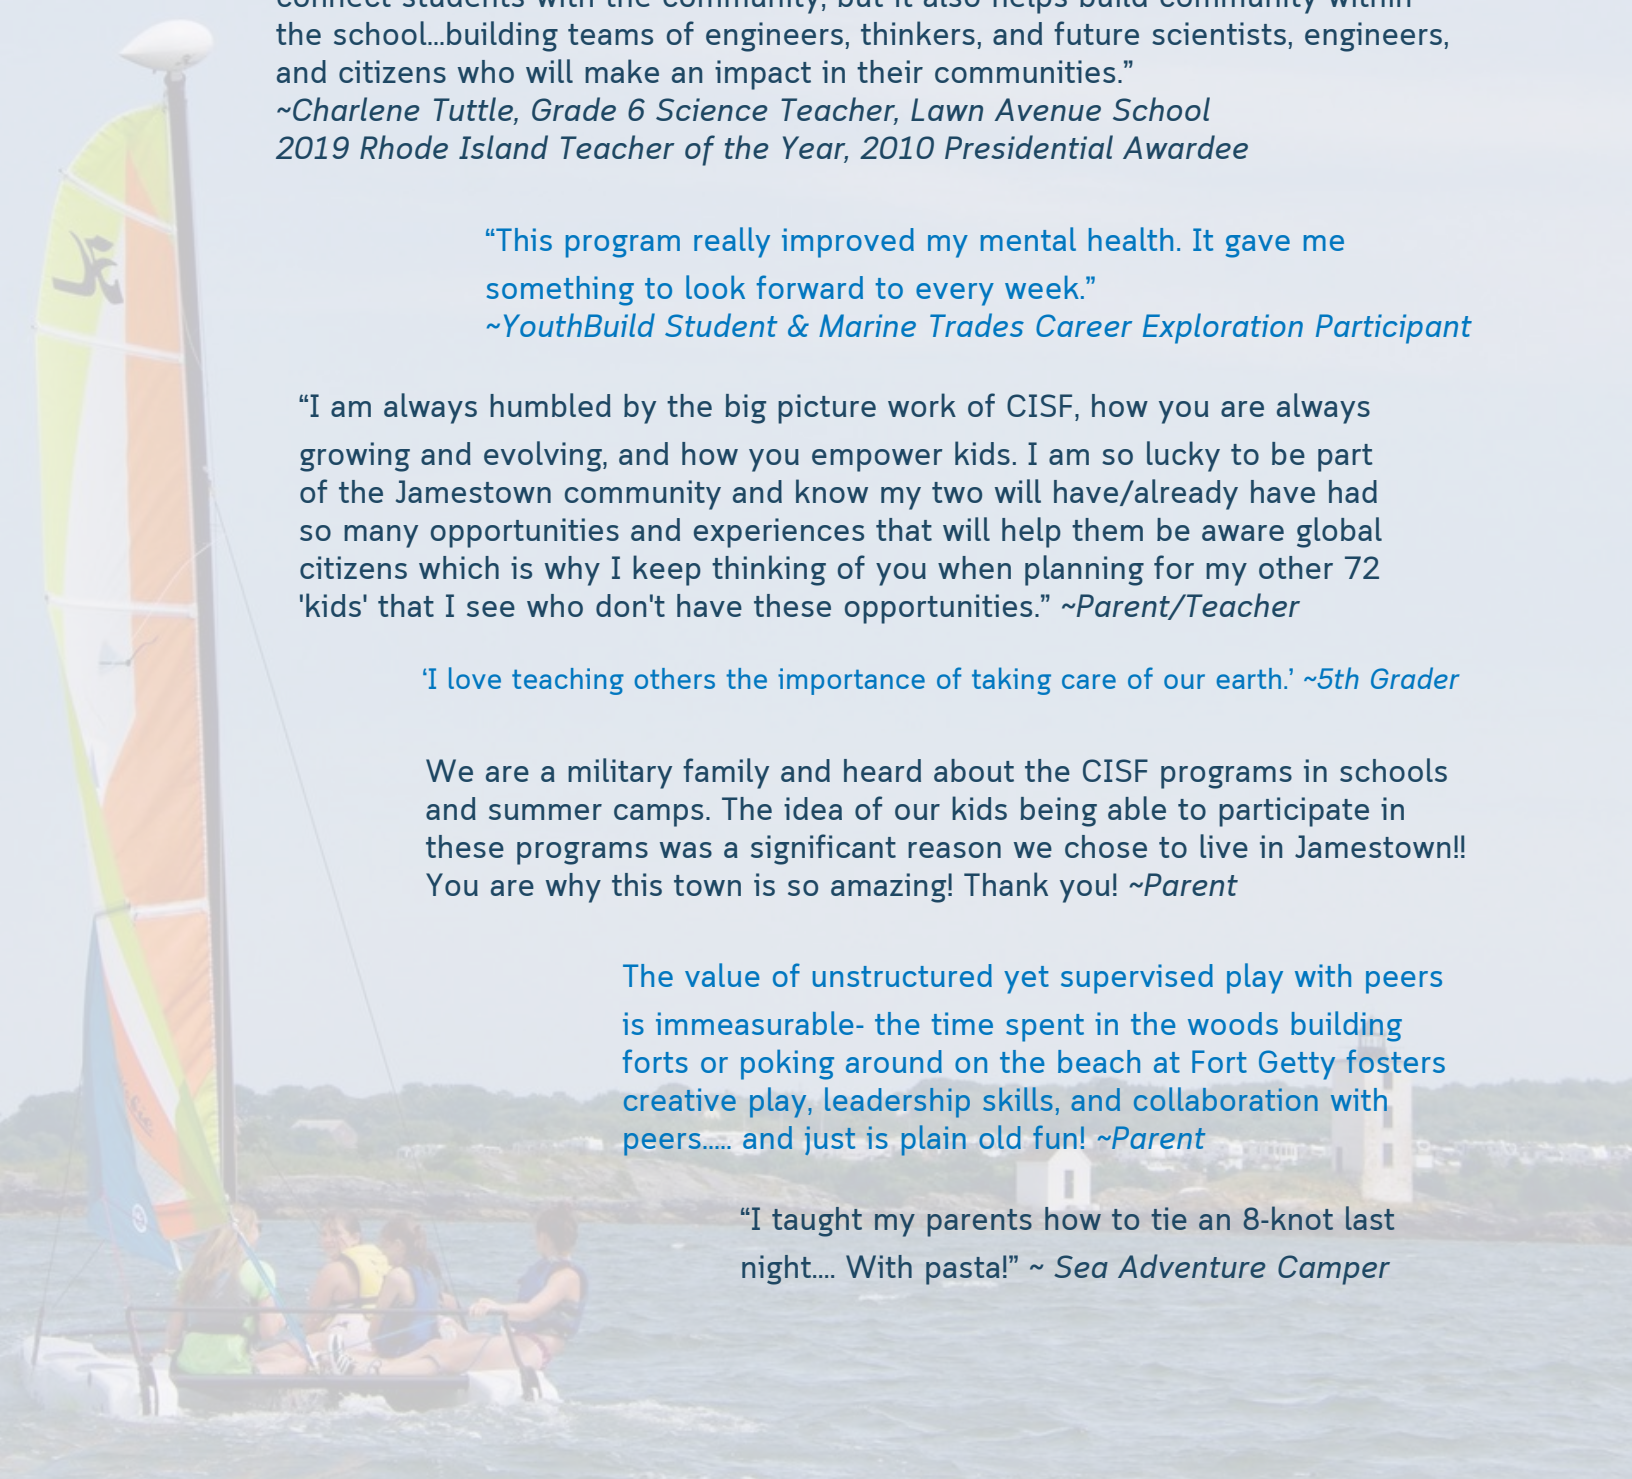 connect students with the community, but it also helps build community within
the school...building teams of engineers, thinkers, and future scientists, engineers,
and citizens who will make an impact in their communities.”
~Charlene Tuttle, Grade 6 Science Teacher, Lawn Avenue School
2019 Rhode Island Teacher of the Year, 2010 Presidential Awardee
“This program really improved my mental health. It gave me
something to look forward to every week.”
~YouthBuild Student & Marine Trades Career Exploration Participant
“I am always humbled by the big picture work of CISF, how you are always
growing and evolving, and how you empower kids. I am so lucky to be part
of the Jamestown community and know my two will have/already have had
so many opportunities and experiences that will help them be aware global
citizens which is why I keep thinking of you when planning for my other 72
'kids' that I see who don't have these opportunities.” ~Parent/Teacher
‘I love teaching others the importance of taking care of our earth.’ ~5th Grader
We are a military family and heard about the CISF programs in schools
and summer camps. The idea of our kids being able to participate in
these programs was a significant reason we chose to live in Jamestown!!
You are why this town is so amazing! Thank you! ~Parent
The value of unstructured yet supervised play with peers
is immeasurable- the time spent in the woods building
forts or poking around on the beach at Fort Getty fosters
creative play, leadership skills, and collaboration with
peers..... and just is plain old fun! ~Parent
“I taught my parents how to tie an 8-knot last
night.... With pasta!” ~ Sea Adventure Camper